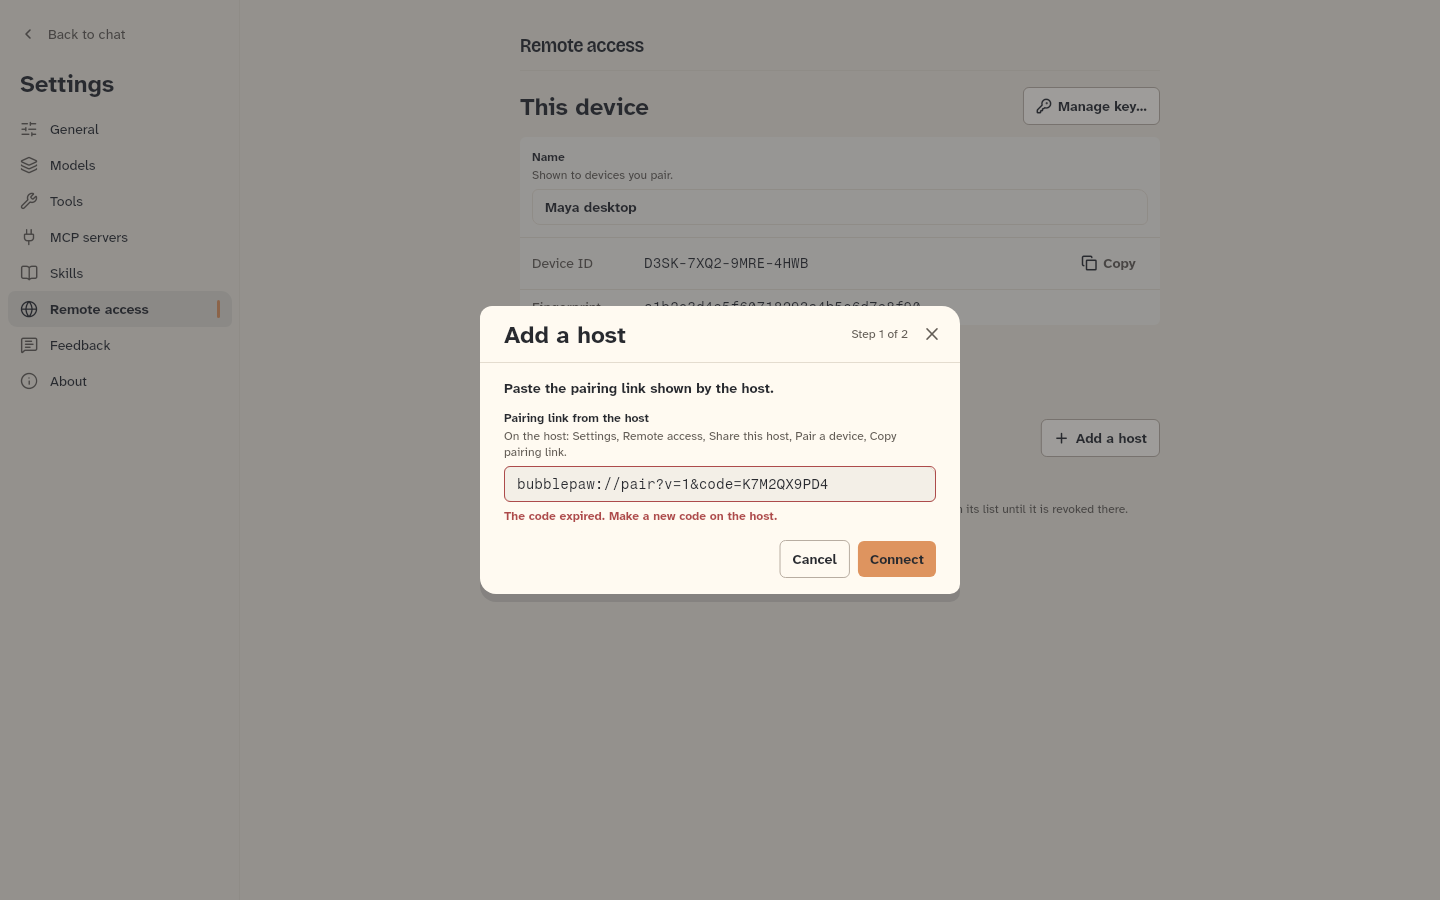 Back to chat
Settings
General
Models
Tools
MCP servers
Skills
Remote access
Feedback
About
Remote access
This device
Manage key...
Name
Shown to devices you pair.
Maya desktop
Device ID
D3SK-7XQ2-9MRE-4HWB
Copy
Add a host
Step 1 of 2
Paste the pairing link shown by the host.
Pairing link from the host
On the host: Settings, Remote access, Share this host, Pair a device, Copy
pairing link.
bubblepaw://pair?v=1&code=K7M2QX9PD4
The code expired. Make a new code on the host.
Cancel
Connect
Add a host
its list until it is revoked there.